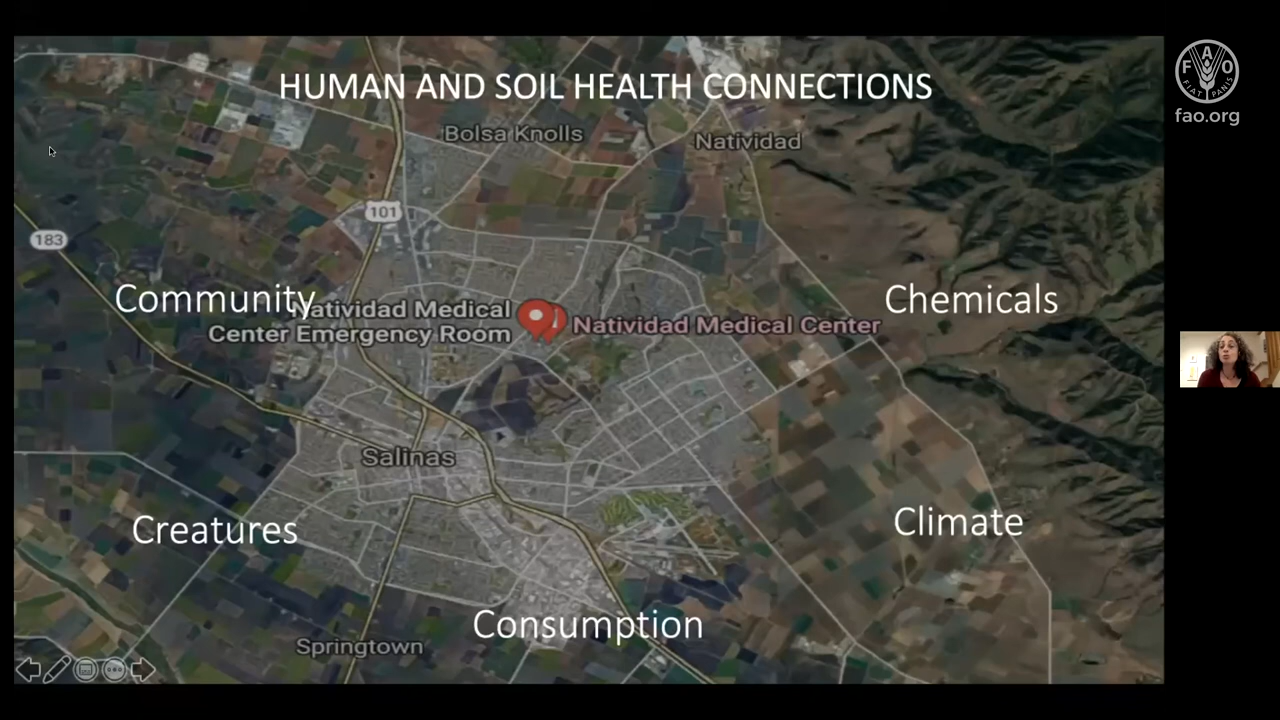 HUMAN AND SOIL HEALTH CONNECTIONS
F A O
FIAT PANIS
fao.org
Bolsa Knolls
Natividad
101
183
Community
Natividad Medical
Center Emergency Room
Natividad Medical Center
Chemicals
Salinas
Creatures
Climate
Consumption
Springtown